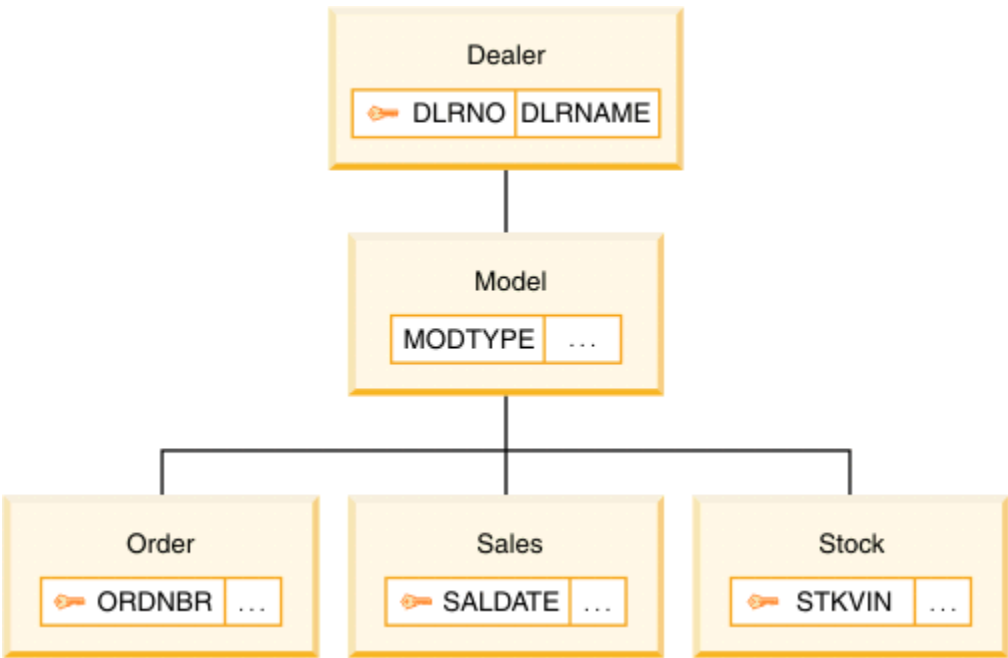 Dealer
DLRNO DLRNAME
Model
MODTYPE ...
Order Sales Stock
ORDNBR ... SALDATE ... STKVIN ...